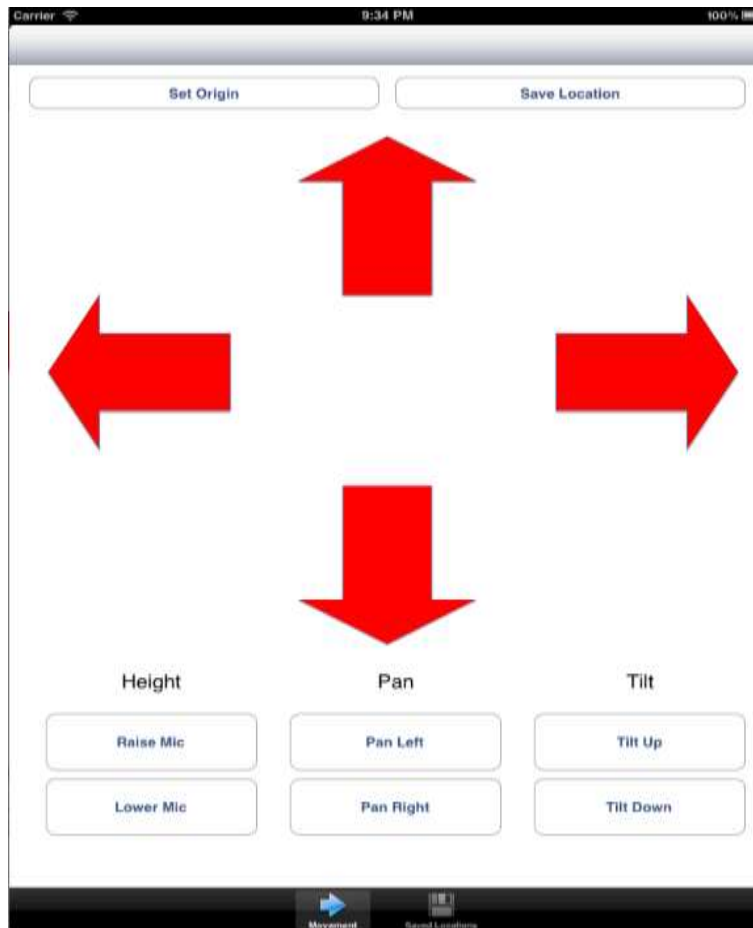 Carrier 9:34 PM 100%
Set Origin Save Location
Height Pan Tilt
Raise Mic Pan Left Tilt Up
Lower Mic Pan Right Tilt Down
Movement Saved Locations